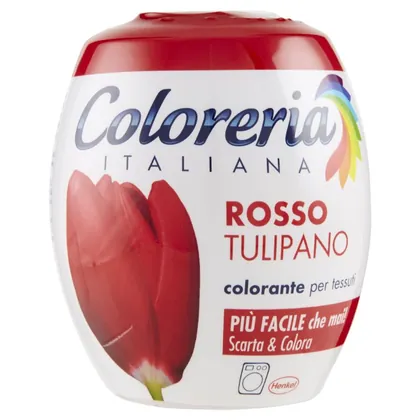 Coloreria
ITALIANA
ROSSO
TULIPANO
colorante per tessuti
PIÙ FACILE che mai!
Scarta & Colora
Henkel